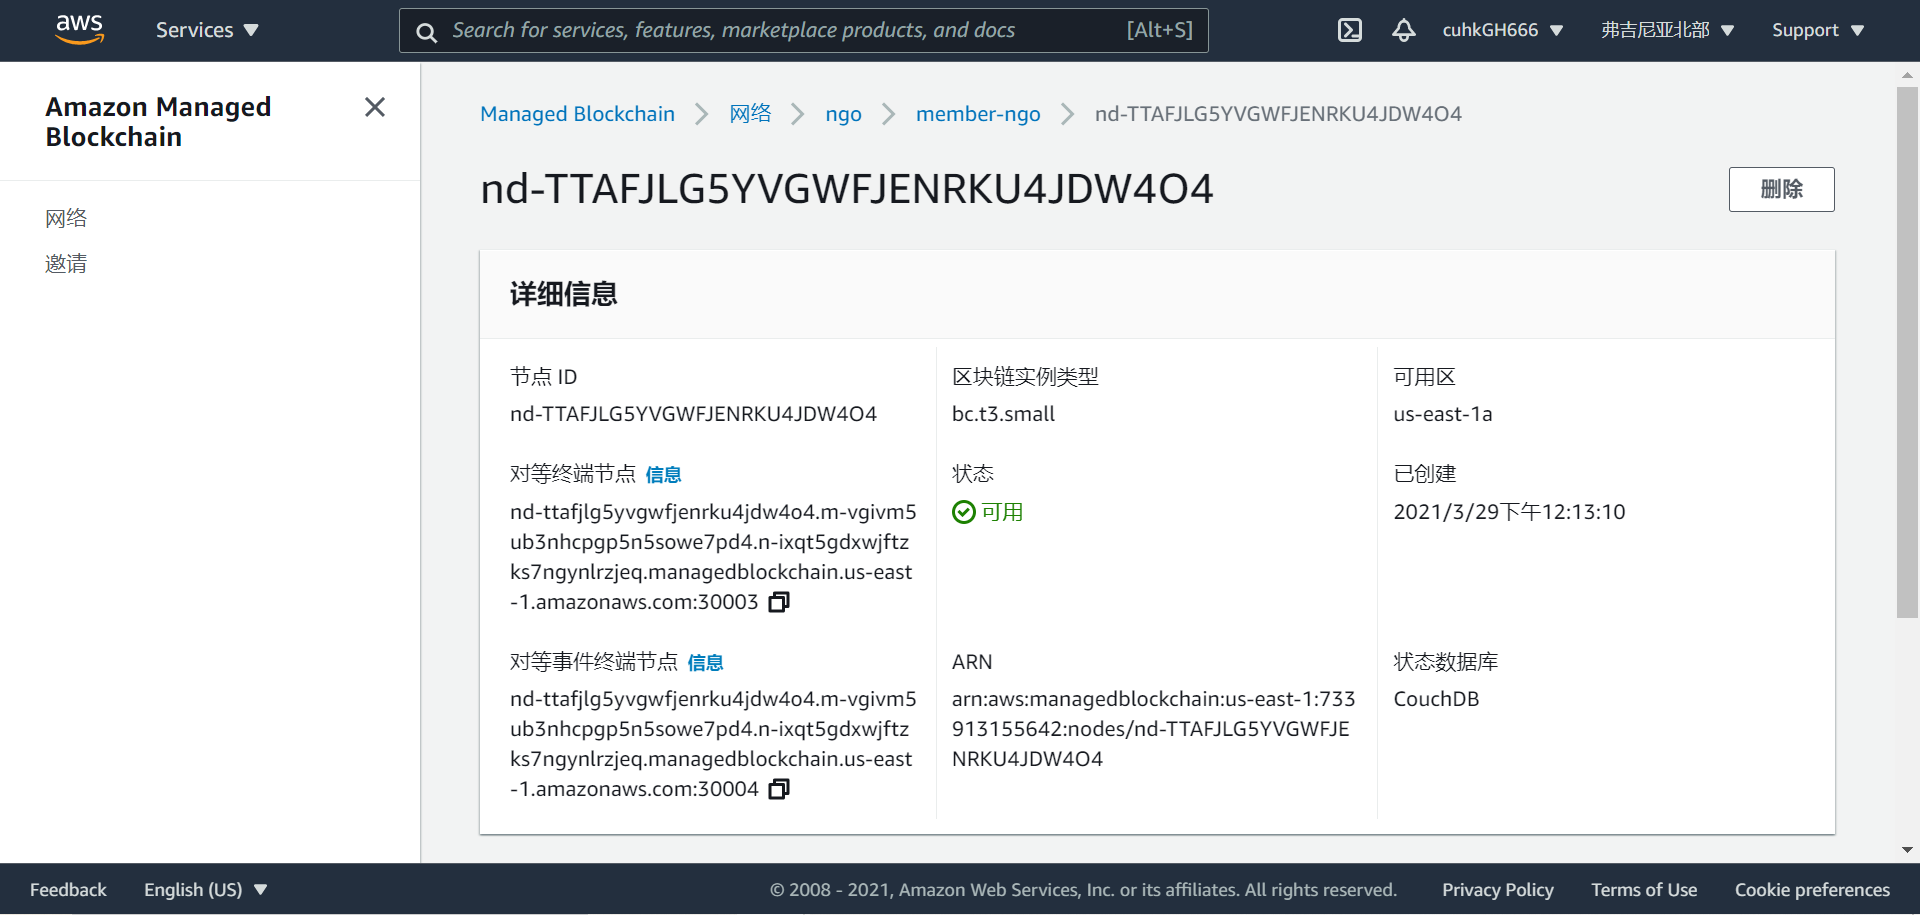 aws
Services
Search for services, features, marketplace products, and docs
[Alt+S]
cuhkGH666
弗吉尼亚北部
Support
Amazon Managed
Blockchain
网络
邀请
Managed Blockchain
网络
ngo
member-ngo
nd-TTAFJLG5YVGWFJENRKU4JDW4O4
nd-TTAFJLG5YVGWFJENRKU4JDW4O4
删除
详细信息
节点 ID
nd-TTAFJLG5YVGWFJENRKU4JDW4O4
区块链实例类型
bc.t3.small
可用区
us-east-1a
对等终端节点 信息
nd-ttafjlg5yvgwfjenrku4jdw4o4.m-vgivm5
ub3nhcpgp5n5sowe7pd4.n-ixqt5gdxwjftz
ks7ngynlrzjeq.managedblockchain.us-east
-1.amazonaws.com:30003
状态
可用
已创建
2021/3/29下午12:13:10
对等事件终端节点 信息
nd-ttafjlg5yvgwfjenrku4jdw4o4.m-vgivm5
ub3nhcpgp5n5sowe7pd4.n-ixqt5gdxwjftz
ks7ngynlrzjeq.managedblockchain.us-east
-1.amazonaws.com:30004
ARN
arn:aws:managedblockchain:us-east-1:733
913155642:nodes/nd-TTAFJLG5YVGWFJE
NRKU4JDW4O4
状态数据库
CouchDB
Feedback
English (US)
© 2008 - 2021, Amazon Web Services, Inc. or its affiliates. All rights reserved.
Privacy Policy
Terms of Use
Cookie preferences